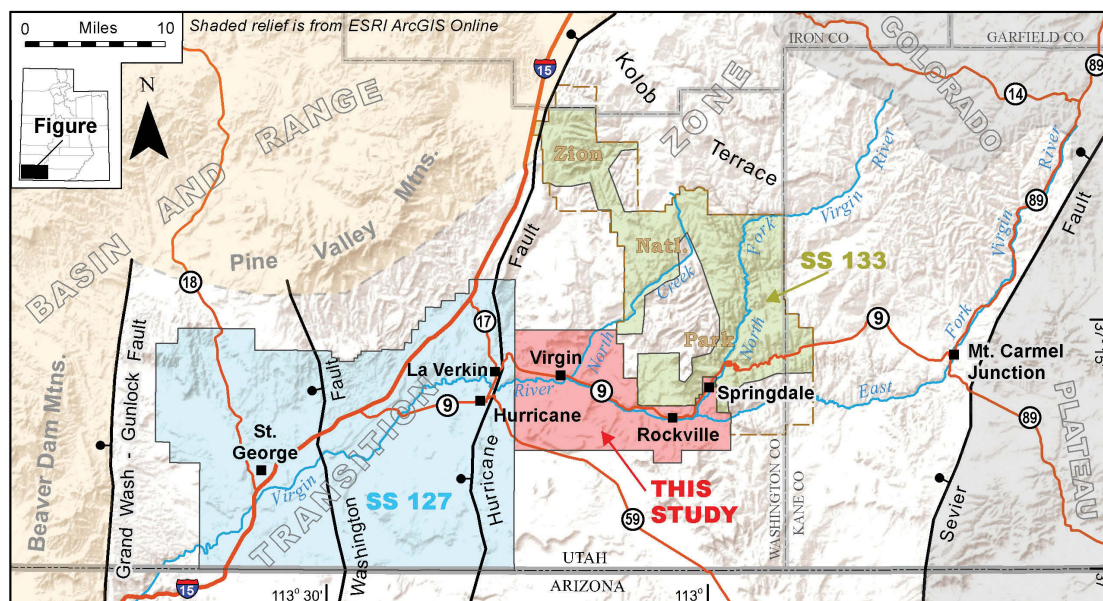 0 Miles 10
Shaded relief is from ESRI ArcGIS Online
Figure
N
BASIN AND RANGE
TRANSITION
ZONE
COLORADO
PLATEAU
IRON CO
GARFIELD CO
15
14
89
89
Kolob
Terrace
Zion
Natl.
Park
Pine Valley Mtns.
Beaver Dam Mtns.
Virgin River
North Fork
Virgin River
North Creek
East Fork Virgin River
SS 133
18
17
9
9
9
59
89
Grand Wash - Gunlock Fault
Washington Fault
Hurricane Fault
Sevier Fault
La Verkin
Virgin
Hurricane
Rockville
Springdale
Mt. Carmel
Junction
St.
George
SS 127
THIS
STUDY
WASHINGTON CO
KANE CO
UTAH
ARIZONA
15
113° 30'
113°
37°
15'